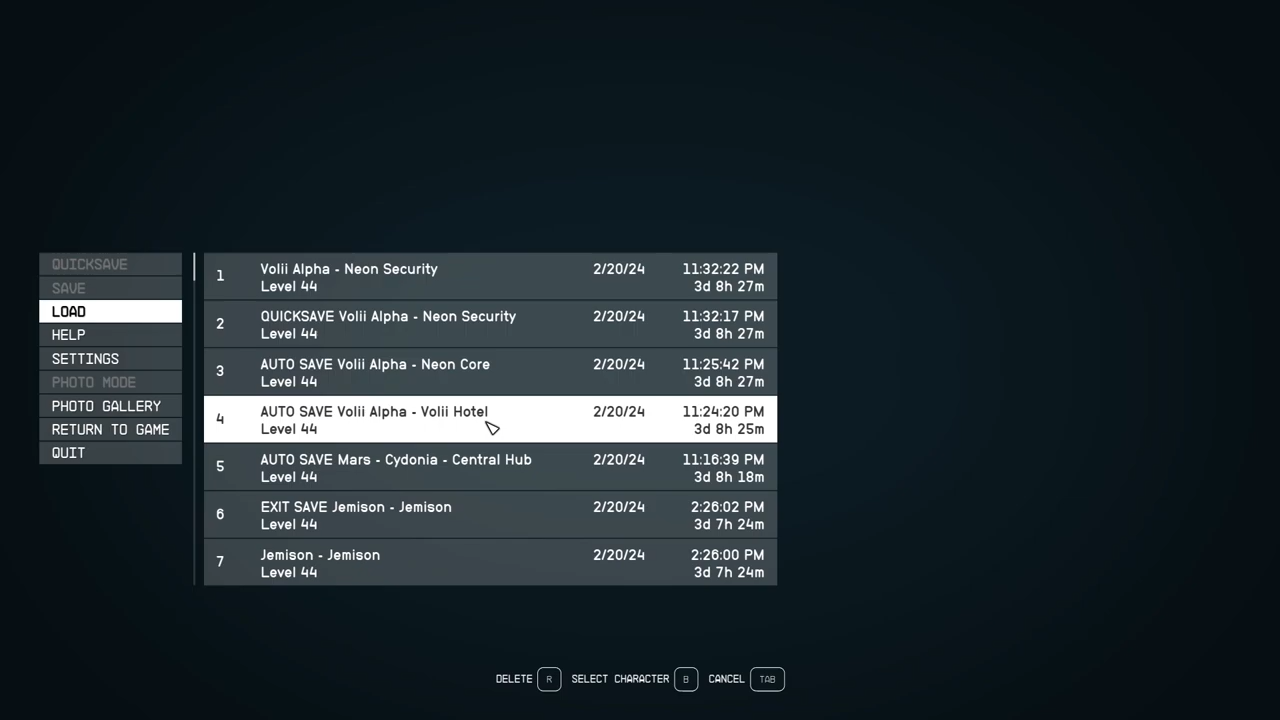 QUICKSAVE
SAVE
LOAD
HELP
SETTINGS
PHOTO MODE
PHOTO GALLERY
RETURN TO GAME
QUIT
1 Volii Alpha - Neon Security 2/20/24 11:32:22 PM
Level 44 3d 8h 27m
2 QUICKSAVE Volii Alpha - Neon Security 2/20/24 11:32:17 PM
Level 44 3d 8h 27m
3 AUTO SAVE Volii Alpha - Neon Core 2/20/24 11:25:42 PM
Level 44 3d 8h 27m
4 AUTO SAVE Volii Alpha - Volii Hotel 2/20/24 11:24:20 PM
Level 44 3d 8h 25m
5 AUTO SAVE Mars - Cydonia - Central Hub 2/20/24 11:16:39 PM
Level 44 3d 8h 18m
6 EXIT SAVE Jemison - Jemison 2/20/24 2:26:02 PM
Level 44 3d 7h 24m
7 Jemison - Jemison 2/20/24 2:26:00 PM
Level 44 3d 7h 24m
DELETE R SELECT CHARACTER B CANCEL TAB